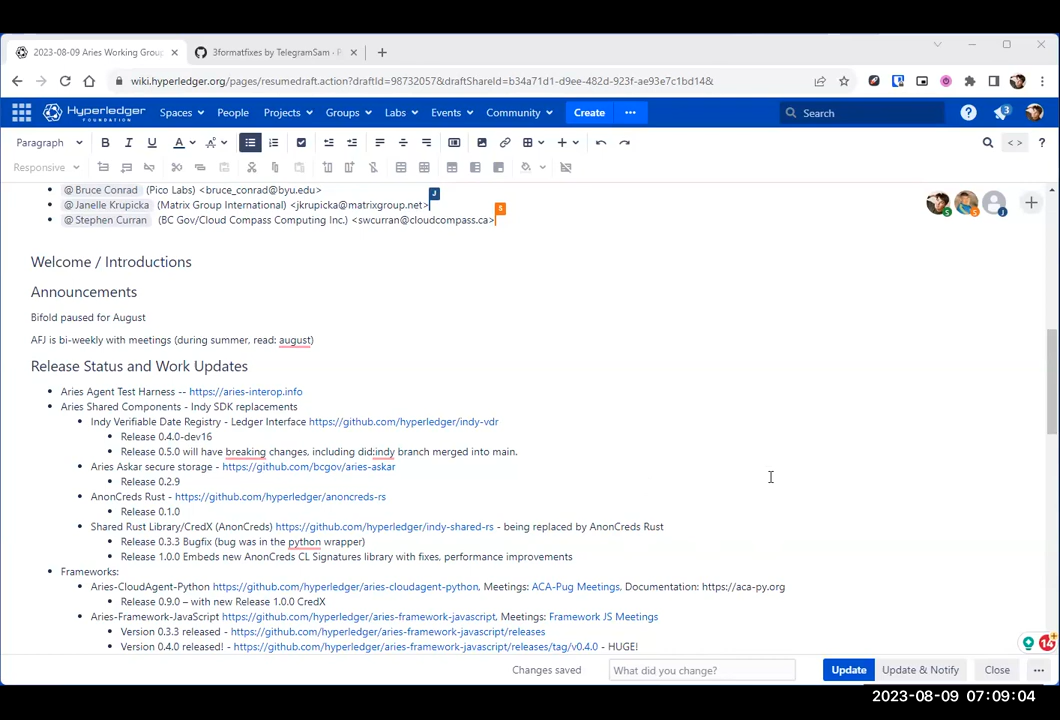 2023-08-09 Aries Working Grou
3formatfixes by TelegramSam · P
wiki.hyperledger.org/pages/resumedraft.action?draftId=98732057&draftShareId=b34a71d1-d9ee-482d-923f-ae93e7c1bd14&
HYPERLEDGER FOUNDATION Spaces People Projects Groups Labs Events Community Create ··· Search 3
Paragraph B I U A
Responsive
@Bruce Conrad (Pico Labs) <bruce_conrad@byu.edu>
@Janelle Krupicka (Matrix Group International) <jkrupicka@matrixgroup.net> J
@Stephen Curran (BC Gov/Cloud Compass Computing Inc.) <swcurran@cloudcompass.ca> S
S S J
Welcome / Introductions
Announcements
Bifold paused for August
AFJ is bi-weekly with meetings (during summer, read: august)
Release Status and Work Updates
Aries Agent Test Harness -- https://aries-interop.info
Aries Shared Components - Indy SDK replacements
Indy Verifiable Date Registry - Ledger Interface https://github.com/hyperledger/indy-vdr
Release 0.4.0-dev16
Release 0.5.0 will have breaking changes, including did:indy branch merged into main.
Aries Askar secure storage - https://github.com/bcgov/aries-askar
Release 0.2.9
AnonCreds Rust - https://github.com/hyperledger/anoncreds-rs
Release 0.1.0
Shared Rust Library/CredX (AnonCreds) https://github.com/hyperledger/indy-shared-rs - being replaced by AnonCreds Rust
Release 0.3.3 Bugfix (bug was in the python wrapper)
Release 1.0.0 Embeds new AnonCreds CL Signatures library with fixes, performance improvements
Frameworks:
Aries-CloudAgent-Python https://github.com/hyperledger/aries-cloudagent-python, Meetings: ACA-Pug Meetings, Documentation: https://aca-py.org
Release 0.9.0 – with new Release 1.0.0 CredX
Aries-Framework-JavaScript https://github.com/hyperledger/aries-framework-javascript, Meetings: Framework JS Meetings
Version 0.3.3 released - https://github.com/hyperledger/aries-framework-javascript/releases
Version 0.4.0 released! - https://github.com/hyperledger/aries-framework-javascript/releases/tag/v0.4.0 - HUGE!
14
Changes saved What did you change? Update Update & Notify Close ···
2023-08-09 07:09:04